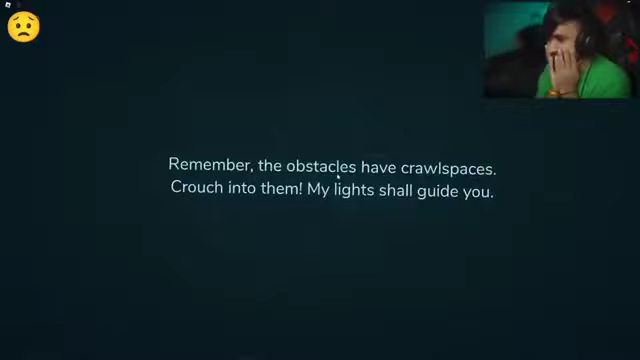 Remember, the obstacles have crawlspaces.
Crouch into them! My lights shall guide you.